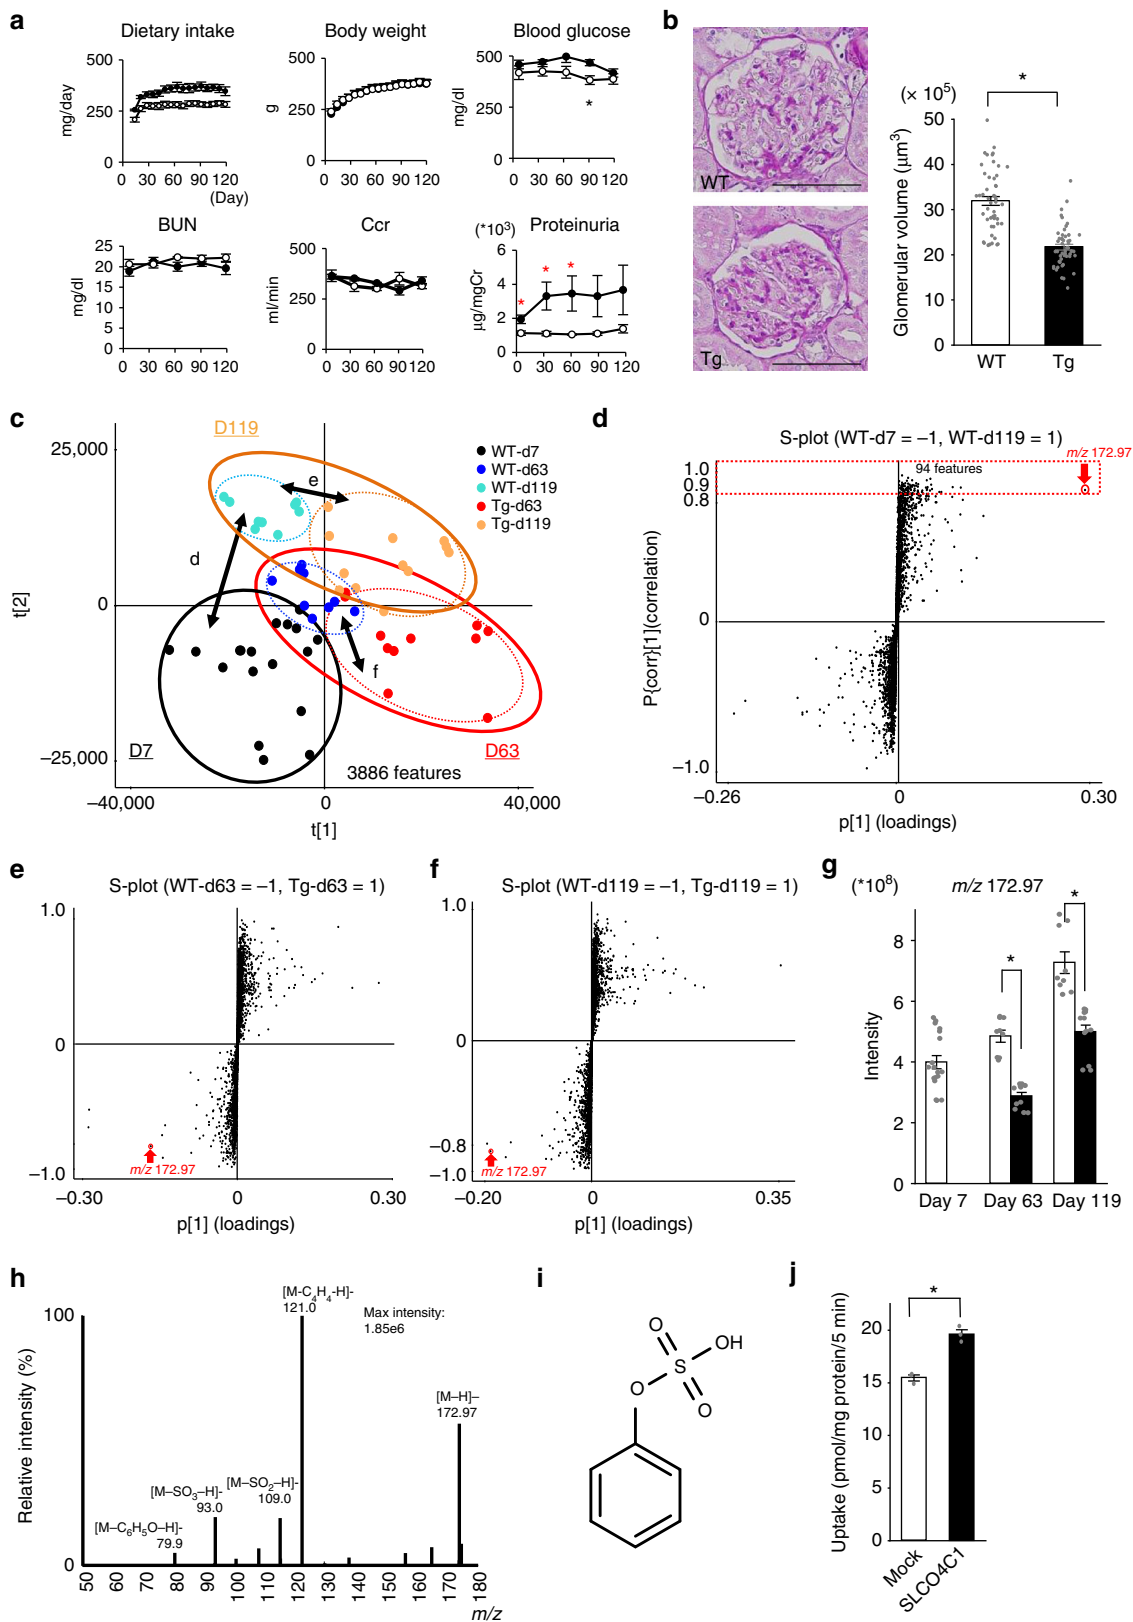 a
Dietary intake
Body weight
Blood glucose
mg/day
500
250
0
0 30 60 90 120
(Day)
g
500
250
0
0 30 60 90 120
mg/dl
500
250
0
*
0 30 60 90 120
BUN
Ccr
Proteinuria
mg/dl
25
20
15
10
5
0
0 30 60 90 120
ml/min
500
250
0
0 30 60 90 120
(*10³)
µg/mgCr
6
4
2
0
* * *
0 30 60 90 120
b
WT
Tg
(× 10⁵)
*
Glomerular volume (µm³)
50
40
30
20
10
0
WT
Tg
c
D119
25,000
0
−25,000
t[2]
e
d
f
D7
D63
3886 features
WT-d7
WT-d63
WT-d119
Tg-d63
Tg-d119
−40,000
0
40,000
t[1]
d
S-plot (WT-d7 = −1, WT-d119 = 1)
m/z 172.97
94 features
1.0
0.9
0.8
0
−1.0
P{corr}[1](correlation)
−0.26
0
0.30
p[1] (loadings)
e
S-plot (WT-d63 = −1, Tg-d63 = 1)
1.0
0
−1.0
m/z 172.97
−0.30
0
0.30
p[1] (loadings)
f
S-plot (WT-d119 = −1, Tg-d119 = 1)
1.0
0
−0.8
−1.0
m/z 172.97
−0.20
0
0.35
p[1] (loadings)
g
(*10⁸)
m/z 172.97
*
*
Intensity
8
6
4
2
0
Day 7
Day 63
Day 119
h
Relative intensity (%)
100
0
[M-C₄H₄-H]-
121.0
Max intensity:
1.85e6
[M–H]–
172.97
[M–SO₂–H]-
109.0
[M–SO₃–H]-
93.0
[M–C₆H₅O–H]-
79.9
50 60 70 80 90 100 110 120 130 140 150 160 170 180
m/z
i
O
S
OH
O
O
j
*
Uptake (pmol/mg protein/5 min)
20
15
10
5
0
Mock
SLCO4C1